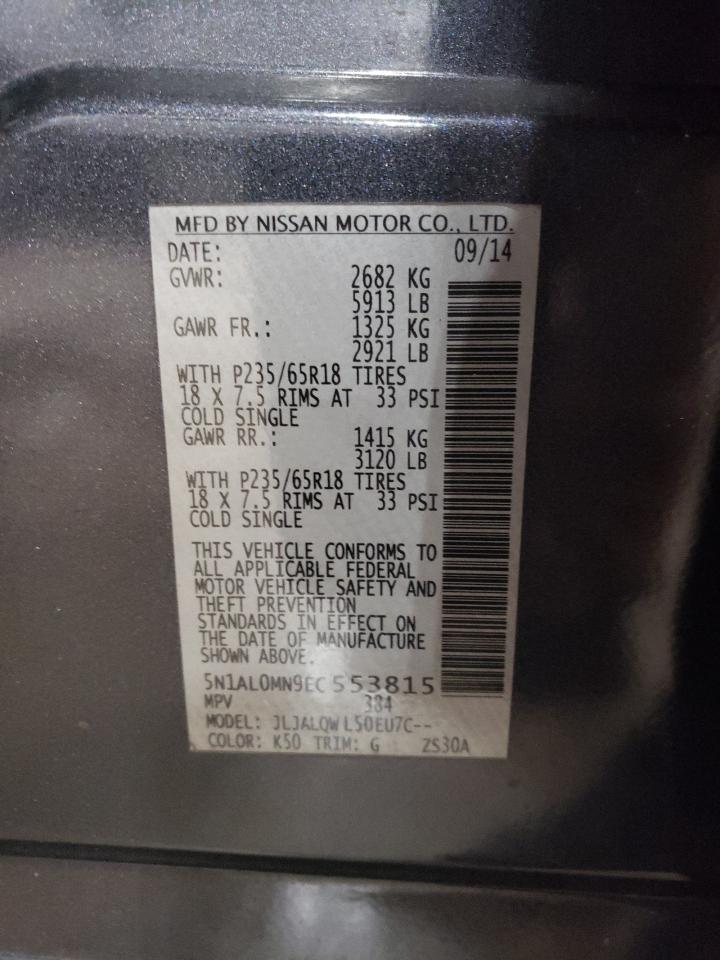 MFD BY NISSAN MOTOR CO., LTD.
DATE: 09/14
GVWR: 2682 KG
5913 LB
GAWR FR.: 1325 KG
2921 LB
WITH P235/65R18 TIRES
18 X 7.5 RIMS AT 33 PSI
COLD SINGLE
GAWR RR.: 1415 KG
3120 LB
WITH P235/65R18 TIRES
18 X 7.5 RIMS AT 33 PSI
COLD SINGLE
THIS VEHICLE CONFORMS TO
ALL APPLICABLE FEDERAL
MOTOR VEHICLE SAFETY AND
THEFT PREVENTION
STANDARDS IN EFFECT ON
THE DATE OF MANUFACTURE
SHOWN ABOVE.
5N1AL0MN9EC553815
MPV 384
MODEL: JLJALQWL50EU7C--
COLOR: K50 TRIM: G ZS30A